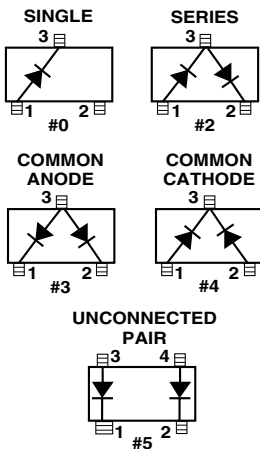 SINGLE
3
1 2
#0
SERIES
3
1 2
#2
COMMON
ANODE
3
1 2
#3
COMMON
CATHODE
3
1 2
#4
UNCONNECTED
PAIR
3 4
1 2
#5